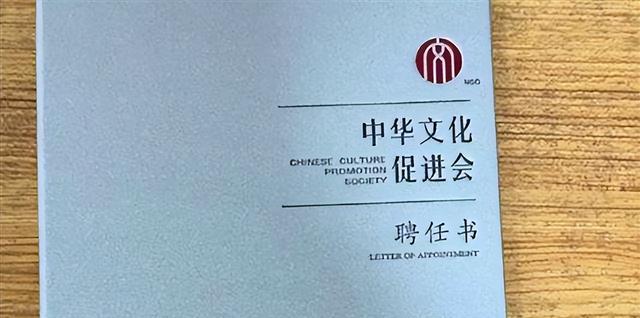 NGO
中华文化
CHINESE CULTURE
PROMOTION
SOCIETY
促进会
聘任书
LETTER OF APPOINTMENT